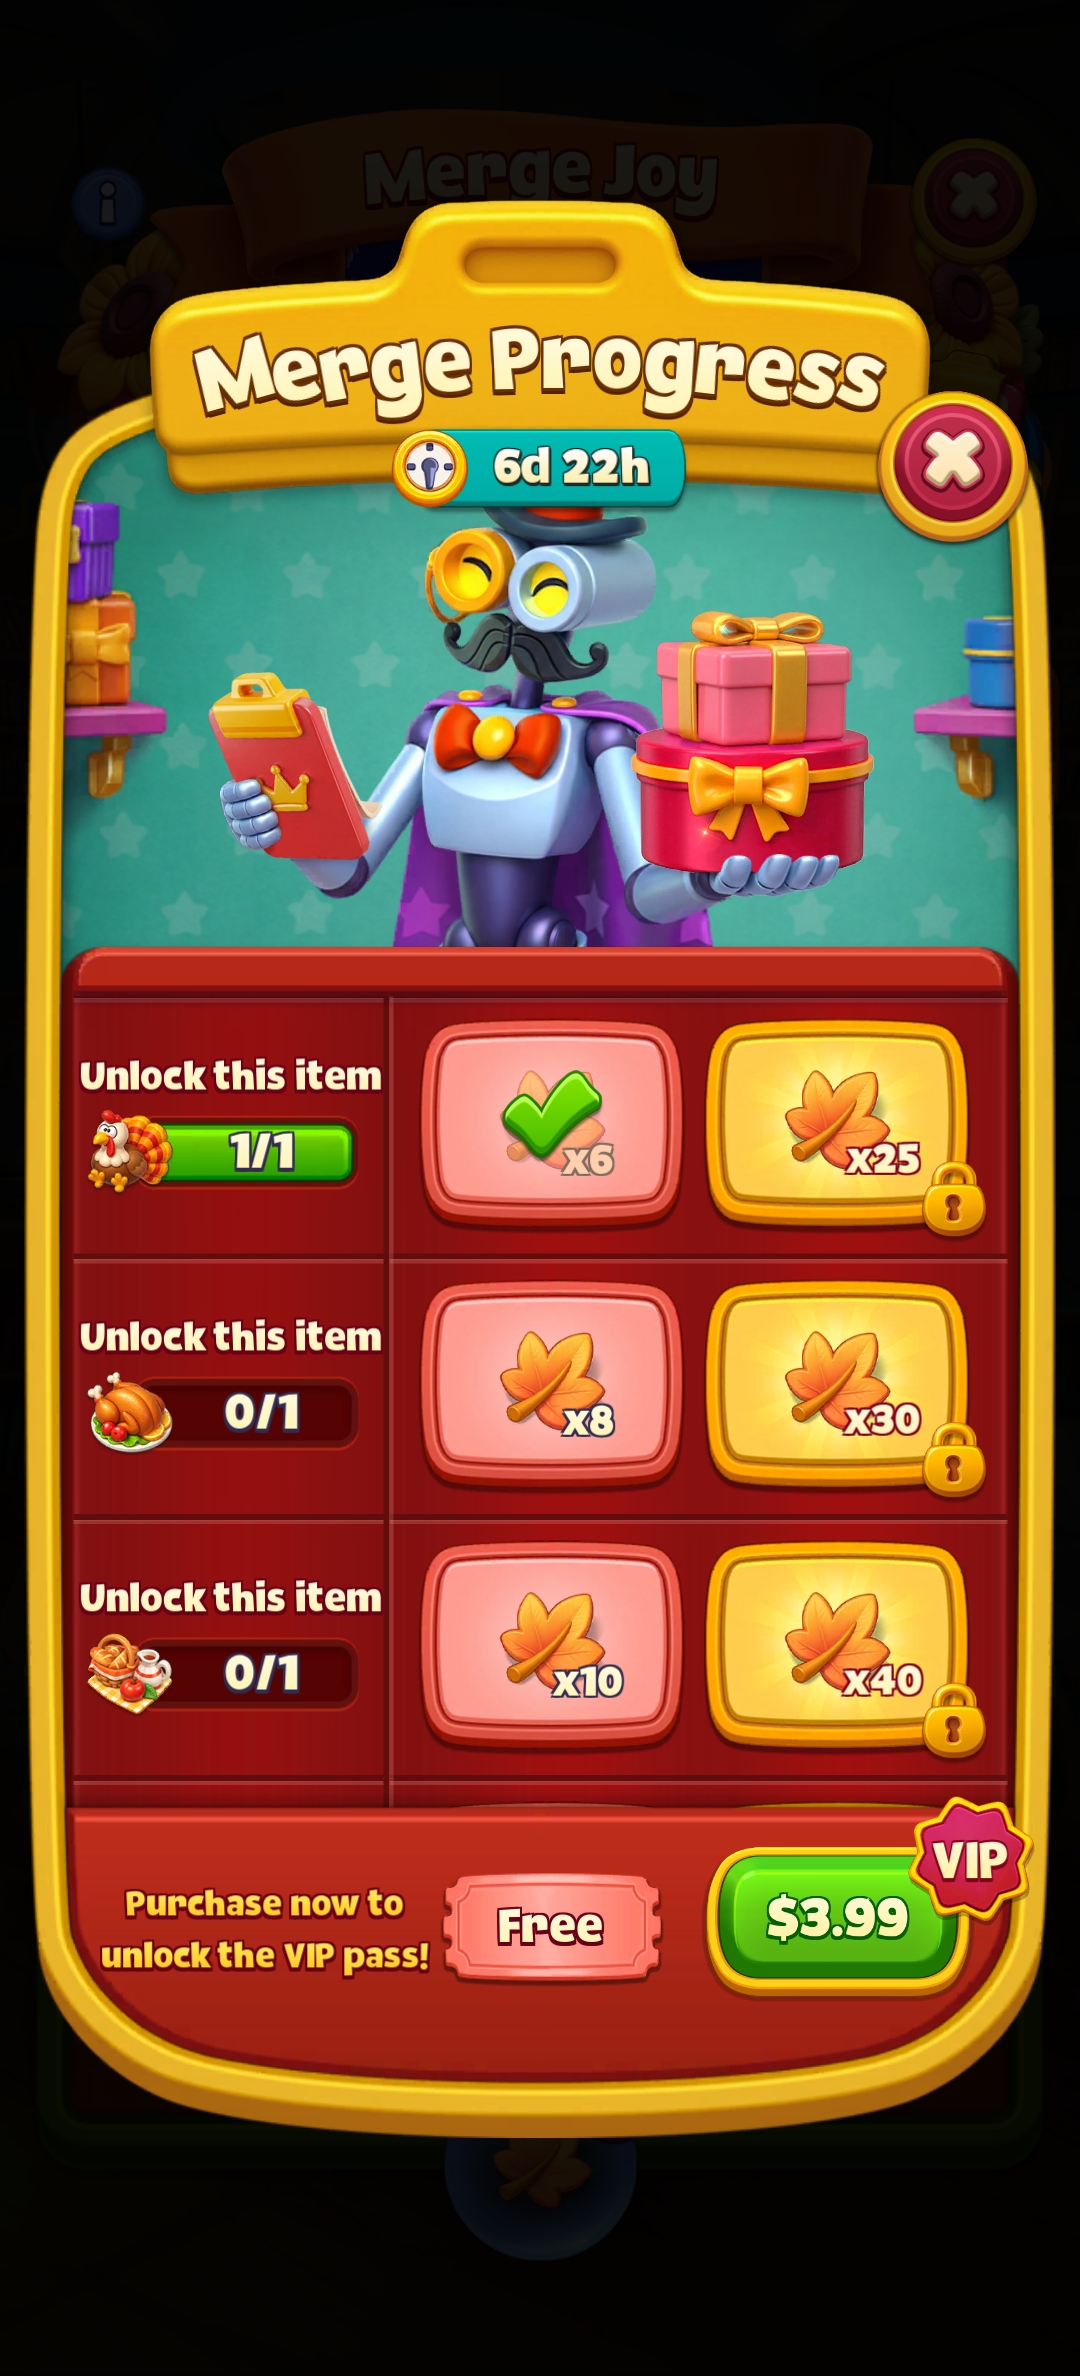 Merge Joy
Merge Progress
6d 22h
Unlock this item
1/1
x6
x25
Unlock this item
0/1
x8
x30
Unlock this item
0/1
x10
x40
VIP
Purchase now to
unlock the VIP pass!
Free
$3.99